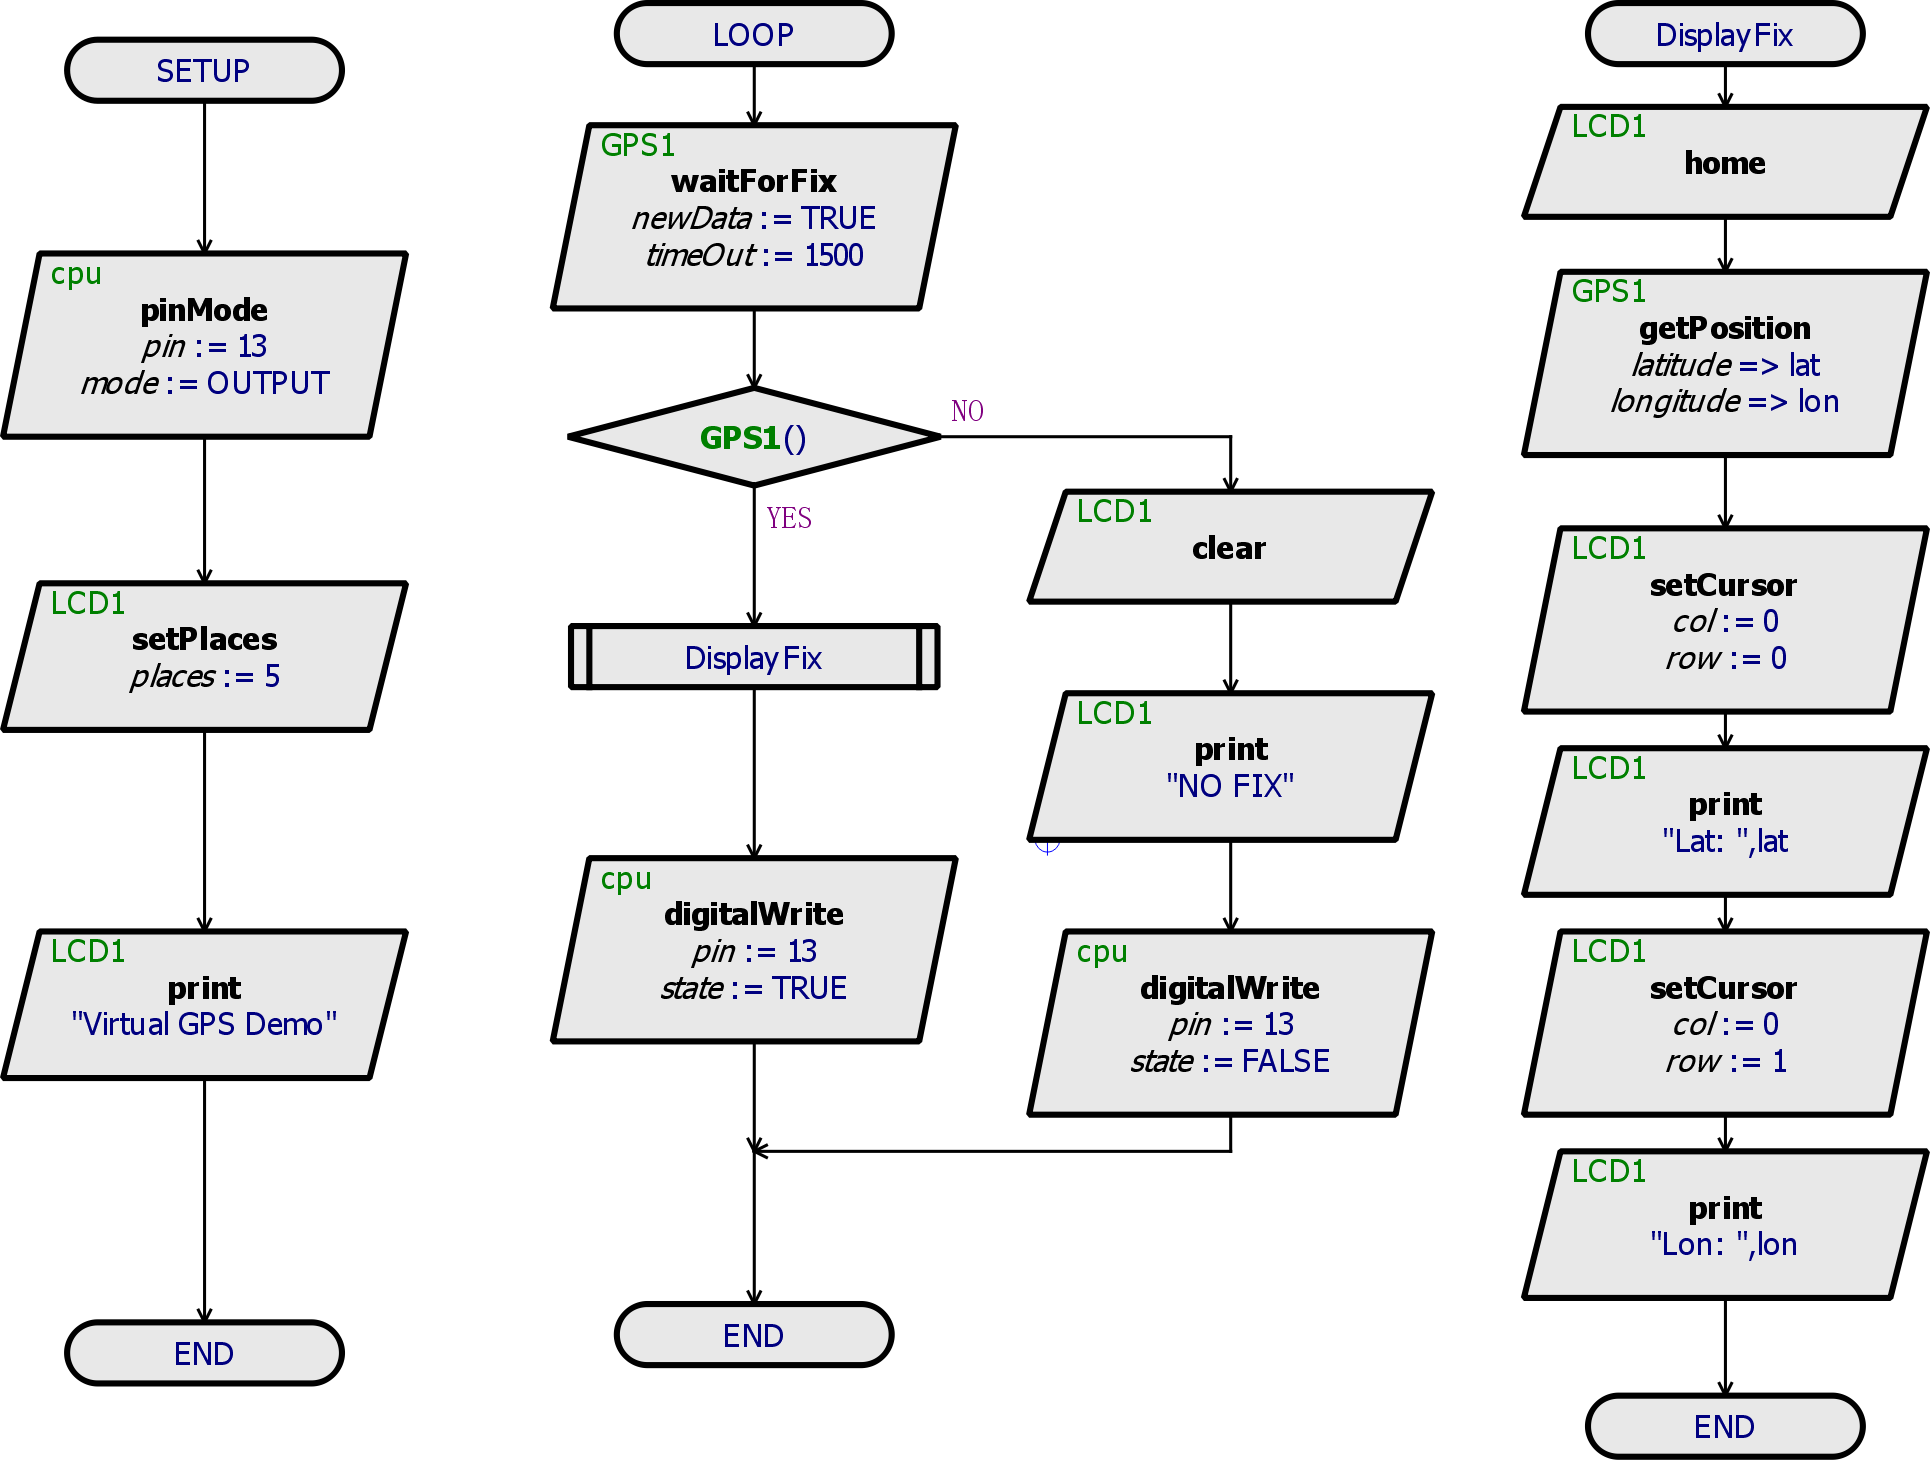 SETUP
cpu
pinMode
pin := 13
mode := OUTPUT
LCD1
setPlaces
places := 5
LCD1
print
"Virtual GPS Demo"
END
LOOP
GPS1
waitForFix
newData := TRUE
timeOut := 1500
GPS1()
NO
YES
DisplayFix
cpu
digitalWrite
pin := 13
state := TRUE
END
LCD1
clear
LCD1
print
"NO FIX"
cpu
digitalWrite
pin := 13
state := FALSE
DisplayFix
LCD1
home
GPS1
getPosition
latitude => lat
longitude => lon
LCD1
setCursor
col := 0
row := 0
LCD1
print
"Lat: ",lat
LCD1
setCursor
col := 0
row := 1
LCD1
print
"Lon: ",lon
END